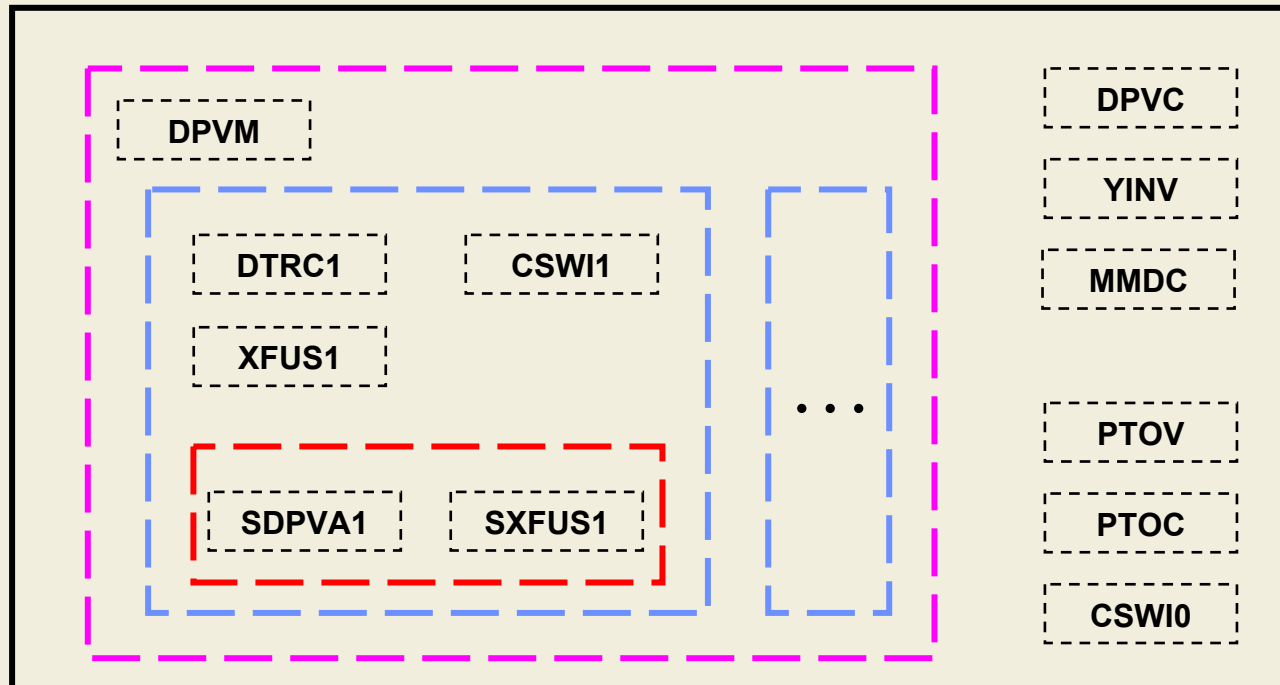 DPVM
DTRC1
CSWI1
XFUS1
SDPVA1
SXFUS1
...
DPVC
YINV
MMDC
PTOV
PTOC
CSWI0